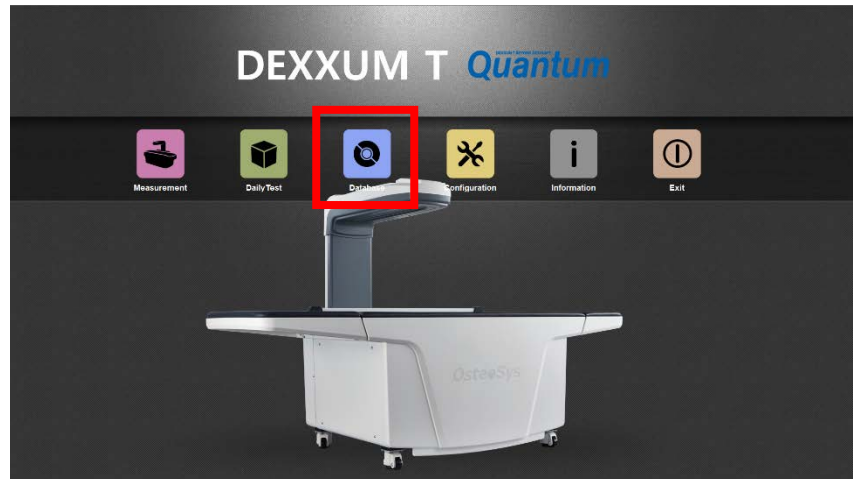 DEXXUM T Quantum
Measurement
DailyTest
Database
Configuration
Information
Exit
OsteoSys